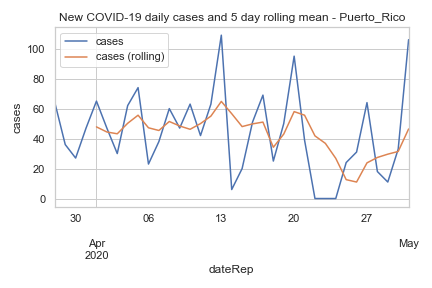 New COVID-19 daily cases and 5 day rolling mean - Puerto_Rico
cases
cases (rolling)
cases
100
80
60
40
20
0
30 06 13 20 27
Apr May
2020
dateRep